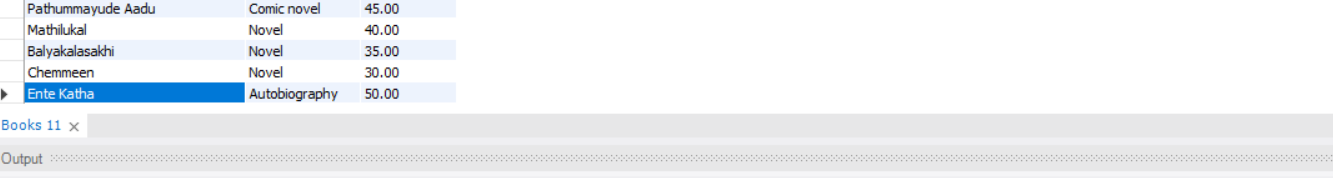 Pathummayude Aadu Comic novel 45.00
Mathilukal Novel 40.00
Balyakalasakhi Novel 35.00
Chemmeen Novel 30.00
Ente Katha Autobiography 50.00
Books 11 ×
Output